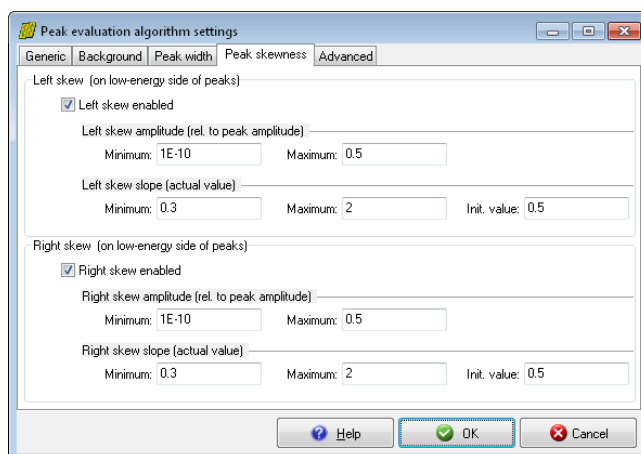 Peak evaluation algorithm settings
Generic Background Peak width Peak skewness Advanced
Left skew (on low-energy side of peaks)
Left skew enabled
Left skew amplitude (rel. to peak amplitude)
Minimum: 1E-10 Maximum: 0.5
Left skew slope (actual value)
Minimum: 0.3 Maximum: 2 Init. value: 0.5
Right skew (on low-energy side of peaks)
Right skew enabled
Right skew amplitude (rel. to peak amplitude)
Minimum: 1E-10 Maximum: 0.5
Right skew slope (actual value)
Minimum: 0.3 Maximum: 2 Init. value: 0.5
Help OK Cancel